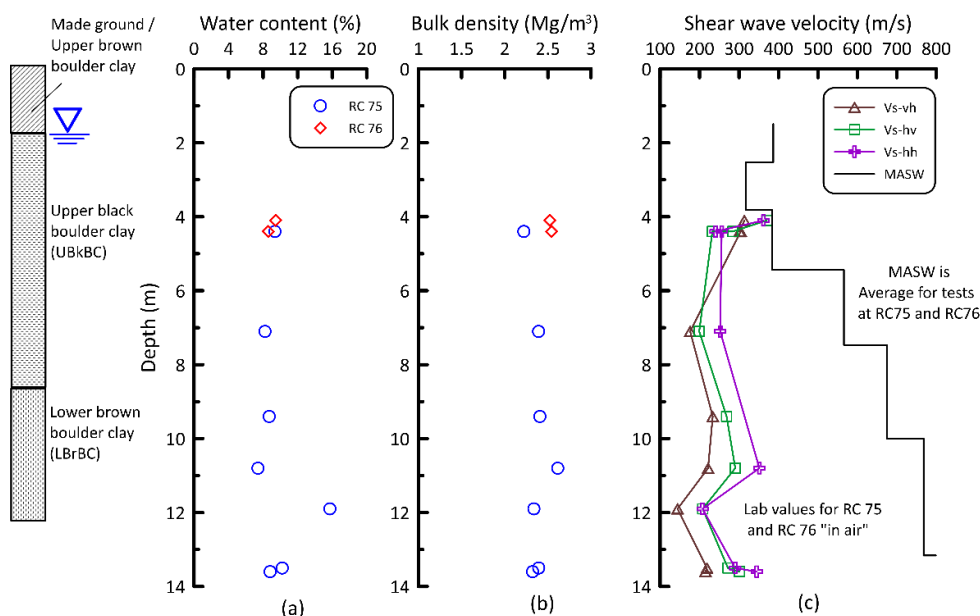 Made ground /
Upper brown
boulder clay
Upper black
boulder clay
(UBkBC)
Lower brown
boulder clay
(LBrBC)
Water content (%)
0 4 8 12 16 20
RC 75
RC 76
Depth (m)
0
2
4
6
8
10
12
14
(a)
Bulk density (Mg/m³)
1 1.5 2 2.5 3
0
2
4
6
8
10
12
14
(b)
Shear wave velocity (m/s)
100 200 300 400 500 600 700 800
0
2
4
6
8
10
12
14
Vs-vh
Vs-hv
Vs-hh
MASW
MASW is
Average for tests
at RC75 and RC76
Lab values for RC 75
and RC 76 "in air"
(c)